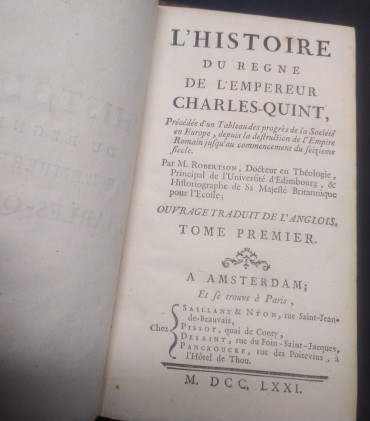 L'HISTOIRE
DU REGNE
DE L'EMPEREUR
CHARLES-QUINT,
Précédée d'un Tableau des progrès de la Société
en Europe, depuis la destruction de l'Empire
Romain jusqu'au commencement du seizieme
siecle.
Par M. ROBERTSON, Docteur en Théologie,
Principal de l'Université d'Edimbourg, &
Historiographe de Sa Majesté Britannique
pour l'Ecosse;
OUVRAGE TRADUIT DE L'ANGLOIS.
TOME PREMIER.
A AMSTERDAM;
Et se trouve à Paris,
SAILLANT & NYON, rue Saint-Jean-
de-Beauvais,
Chez PISSOT, quai de Conty,
DESAINT, rue du Foin-Saint-Jacques,
PANCKOUCKE, rue des Poitevins, à
l'Hôtel de Thou.
M. DCC. LXXI.